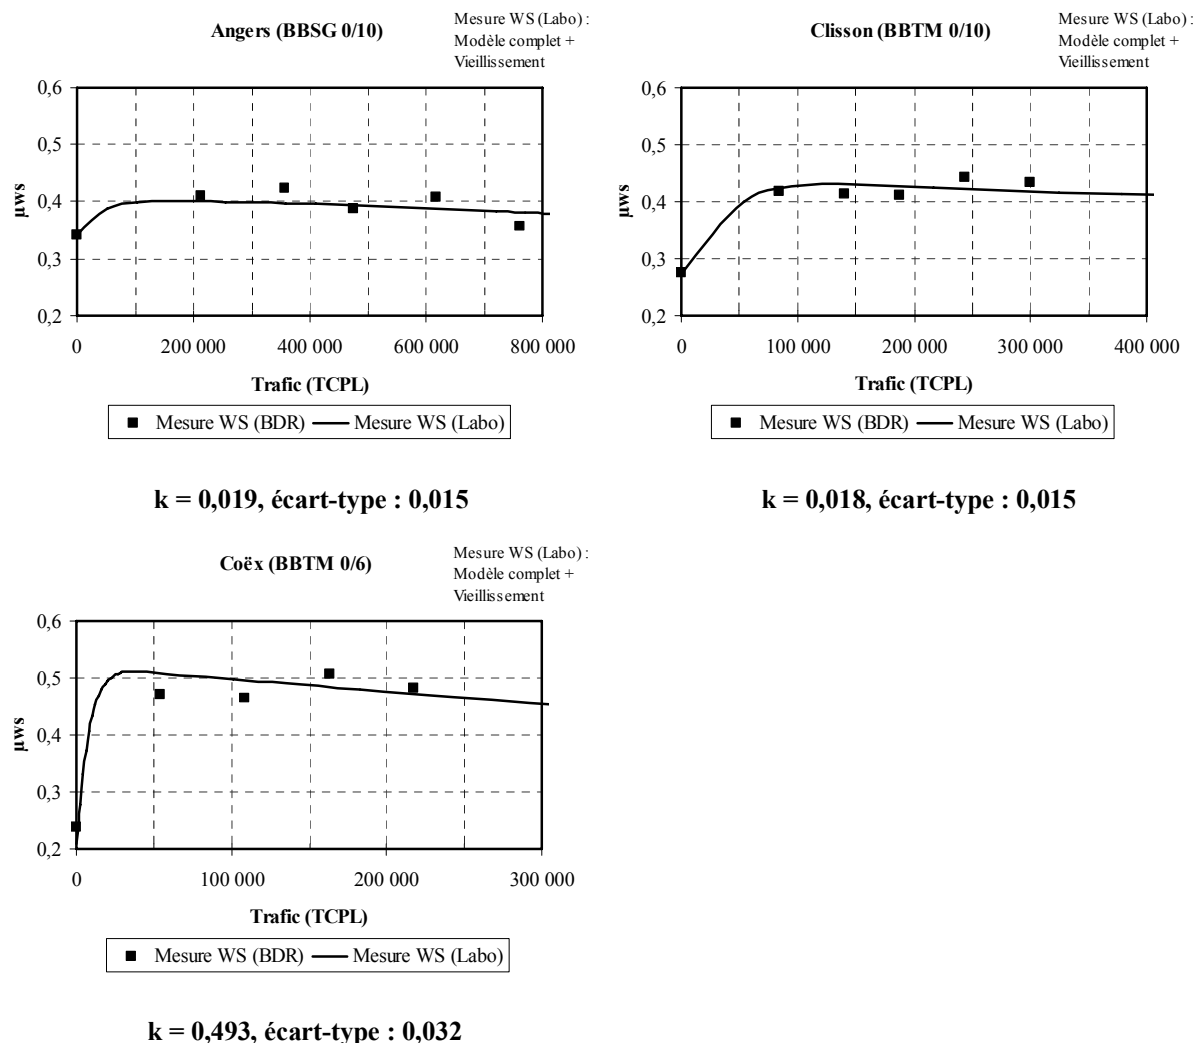 Angers (BBSG 0/10)
Mesure WS (Labo) :
Modèle complet +
Vieillissement
0,6
0,5
0,4
0,3
0,2
µws
0
200 000
400 000
600 000
800 000
Trafic (TCPL)
Mesure WS (BDR)
Mesure WS (Labo)
k = 0,019, écart-type : 0,015
Clisson (BBTM 0/10)
Mesure WS (Labo) :
Modèle complet +
Vieillissement
0,6
0,5
0,4
0,3
0,2
µws
0
100 000
200 000
300 000
400 000
Trafic (TCPL)
Mesure WS (BDR)
Mesure WS (Labo)
k = 0,018, écart-type : 0,015
Coëx (BBTM 0/6)
Mesure WS (Labo) :
Modèle complet +
Vieillissement
0,6
0,5
0,4
0,3
0,2
µws
0
100 000
200 000
300 000
Trafic (TCPL)
Mesure WS (BDR)
Mesure WS (Labo)
k = 0,493, écart-type : 0,032